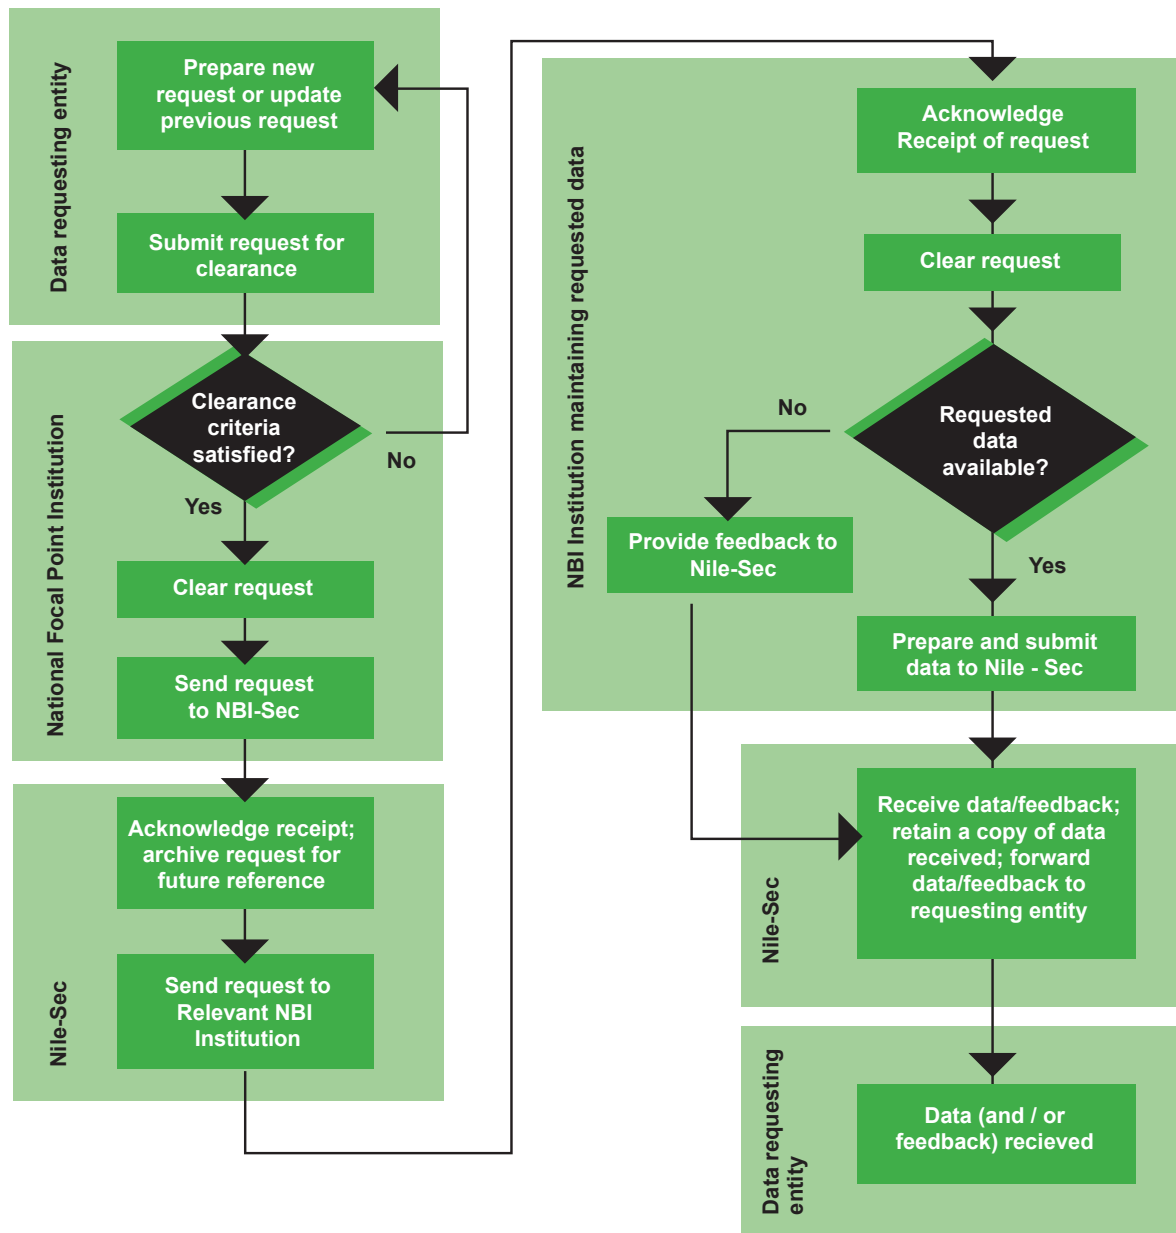 Data requesting entity
Prepare new
request or update
previous request
Submit request for
clearance
National Focal Point Institution
Clearance
criteria
satisfied?
No
Yes
Clear request
Send request
to NBI-Sec
Nile-Sec
Acknowledge receipt;
archive request for
future reference
Send request to
Relevant NBI
Institution
NBI Institution maintaining requested data
Acknowledge
Receipt of request
Clear request
Requested
data
available?
No
Provide feedback to
Nile-Sec
Yes
Prepare and submit
data to Nile - Sec
Nile-Sec
Receive data/feedback;
retain a copy of data
received; forward
data/feedback to
requesting entity
Data requesting
entity
Data (and / or
feedback) recieved